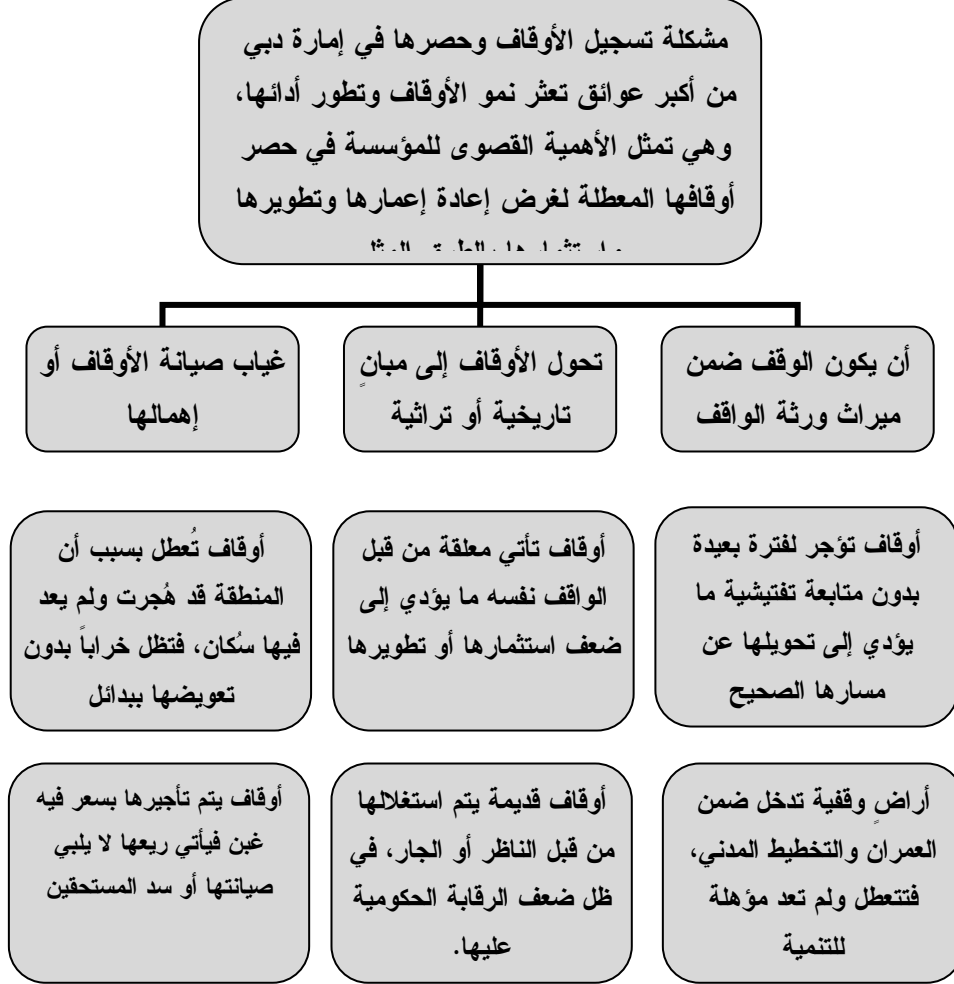 مشكلة تسجيل الأوقاف وحصرها في إمارة دبي
من أكبر عوائق تعثر نمو الأوقاف وتطور أدائها،
وهي تمثل الأهمية القصوى للمؤسسة في حصر
أوقافها المعطلة لغرض إعادة إعمارها وتطويرها
أن يكون الوقف ضمن
ميراث ورثة الواقف
تحول الأوقاف إلى مبانٍ
تاريخية أو تراثية
غياب صيانة الأوقاف أو
إهمالها
أوقاف تؤجر لفترة بعيدة
بدون متابعة تفتيشية ما
يؤدي إلى تحويلها عن
مسارها الصحيح
أوقاف تأتي معلقة من قبل
الواقف نفسه ما يؤدي إلى
ضعف استثمارها أو تطويرها
أوقاف تُعطل بسبب أن
المنطقة قد هُجرت ولم يعد
فيها سُكان، فتظل خراباً بدون
تعويضها ببدائل
أراضٍ وقفية تدخل ضمن
العمران والتخطيط المدني،
فتتعطل ولم تعد مؤهلة
للتنمية
أوقاف قديمة يتم استغلالها
من قبل الناظر أو الجار، في
ظل ضعف الرقابة الحكومية
عليها.
أوقاف يتم تأجيرها بسعر فيه
غبن فيأتي ريعها لا يلبي
صيانتها أو سد المستحقين